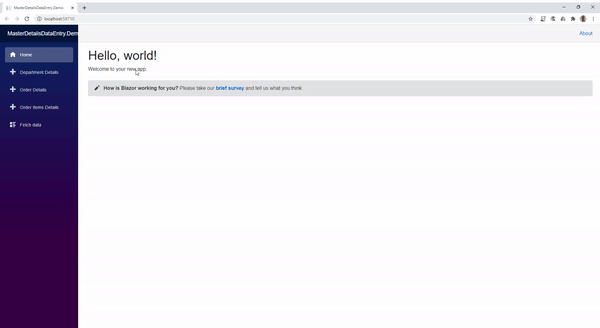 MasterDetailsDataEntry.Demo
localhost:59710
MasterDetailsDataEntry.Dem
About
Home
Department Details
Order Details
Order Items Details
Fetch data
Hello, world!
Welcome to your new app.
How is Blazor working for you? Please take our brief survey and tell us what you think.